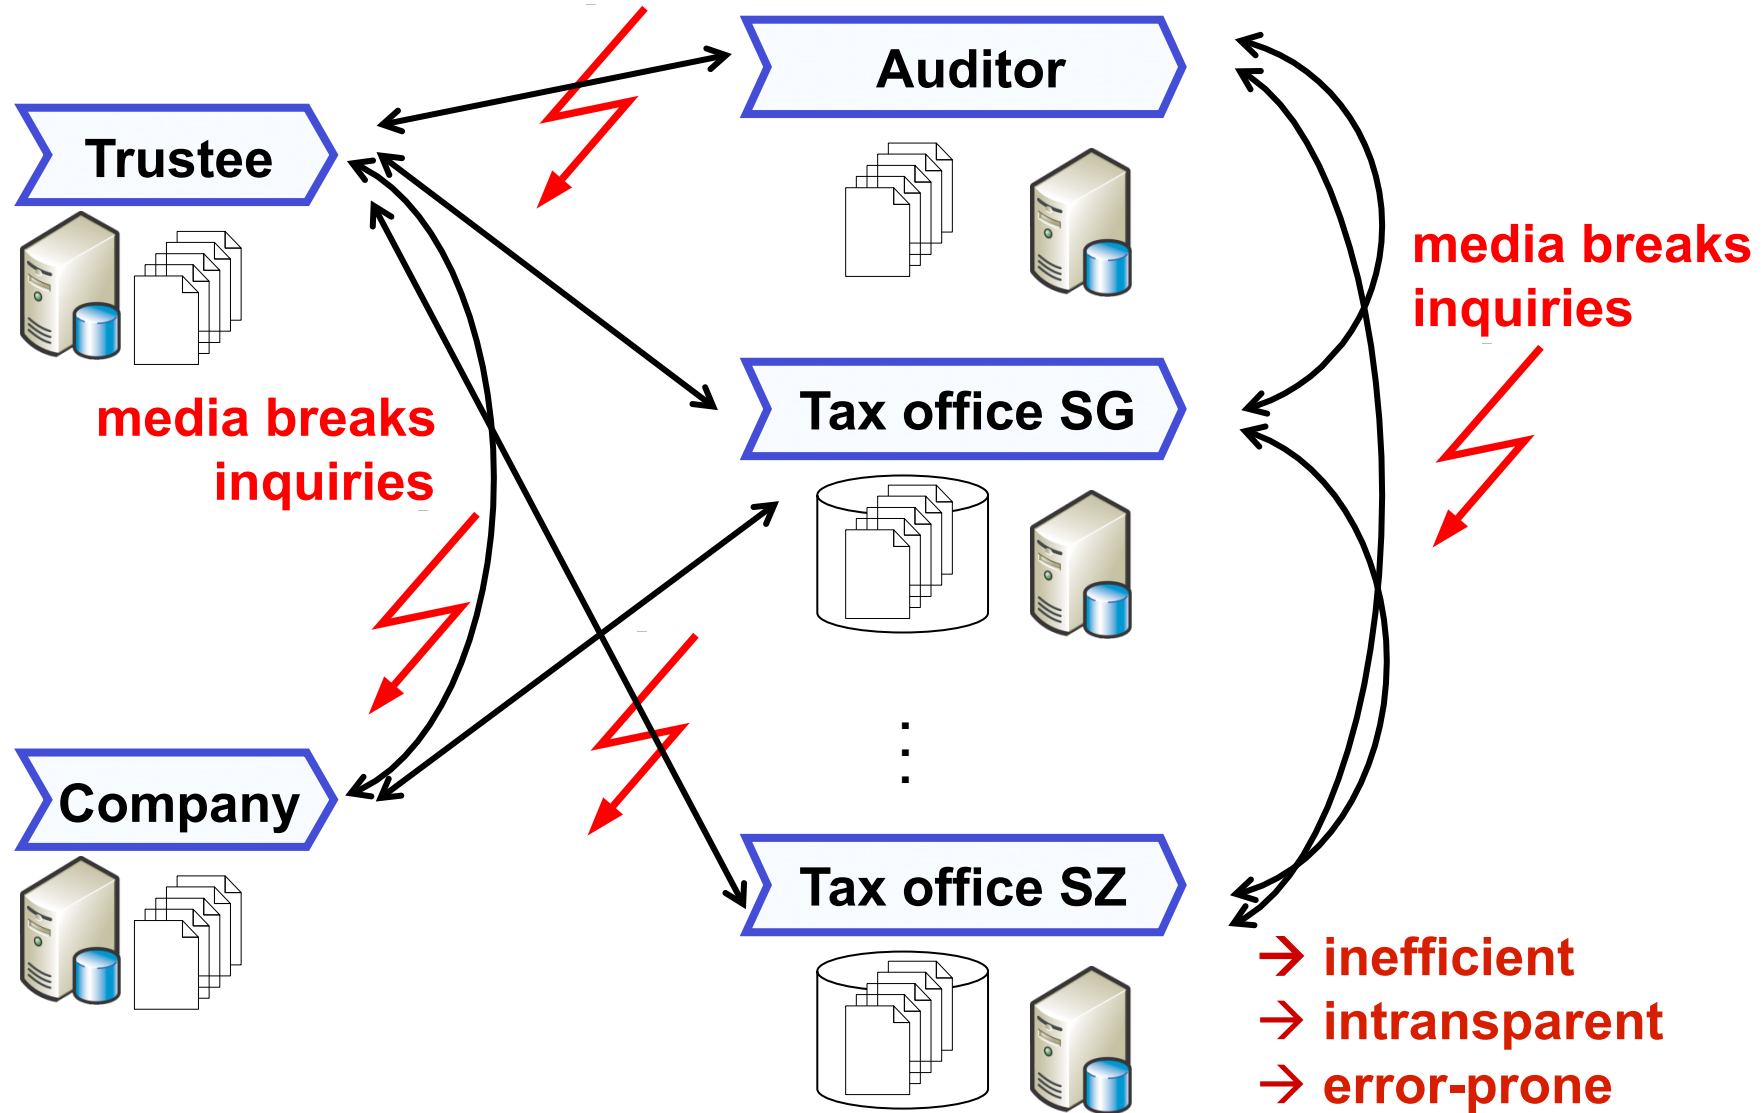 Auditor
Trustee
media breaks
inquiries
media breaks
inquiries
Tax office SG
Company
Tax office SZ
→ inefficient
→ intransparent
→ error-prone